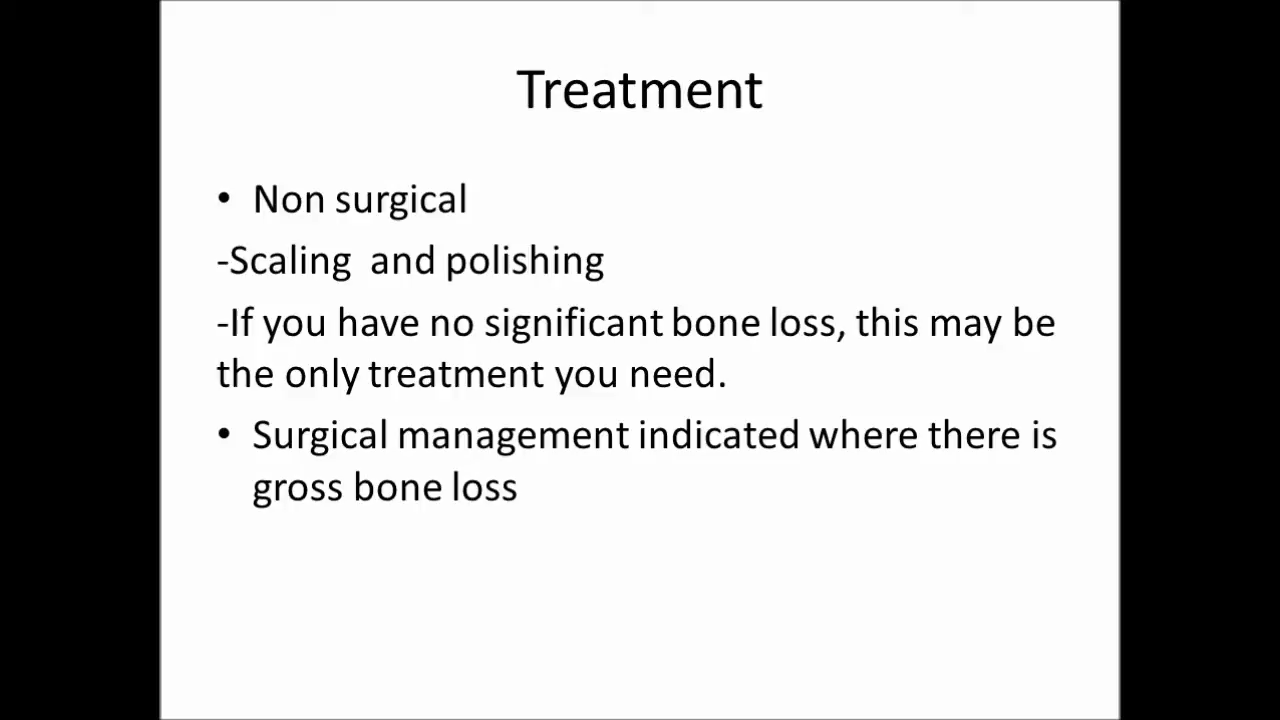 Treatment
• Non surgical
-Scaling  and polishing
-If you have no significant bone loss, this may be
the only treatment you need.
• Surgical management indicated where there is
gross bone loss